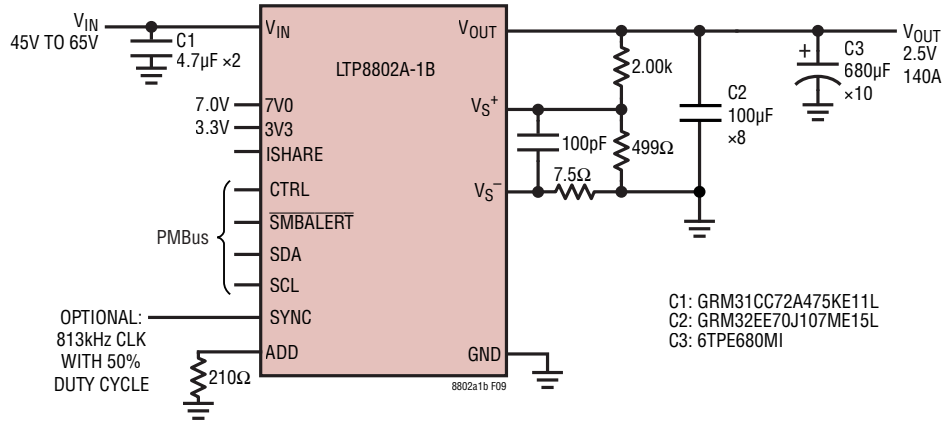 VIN
45V TO 65V
C1
4.7µF ×2
VIN
LTP8802A-1B
7.0V
7V0
3.3V
3V3
ISHARE
PMBus
CTRL
SMBALERT
SDA
SCL
OPTIONAL:
813kHz CLK
WITH 50%
DUTY CYCLE
SYNC
ADD
210Ω
VOUT
VS+
VS–
GND
8802a1b F09
2.00k
100pF
499Ω
7.5Ω
C2
100µF
×8
+
C3
680µF
×10
VOUT
2.5V
140A
C1: GRM31CC72A475KE11L
C2: GRM32EE70J107ME15L
C3: 6TPE680MI